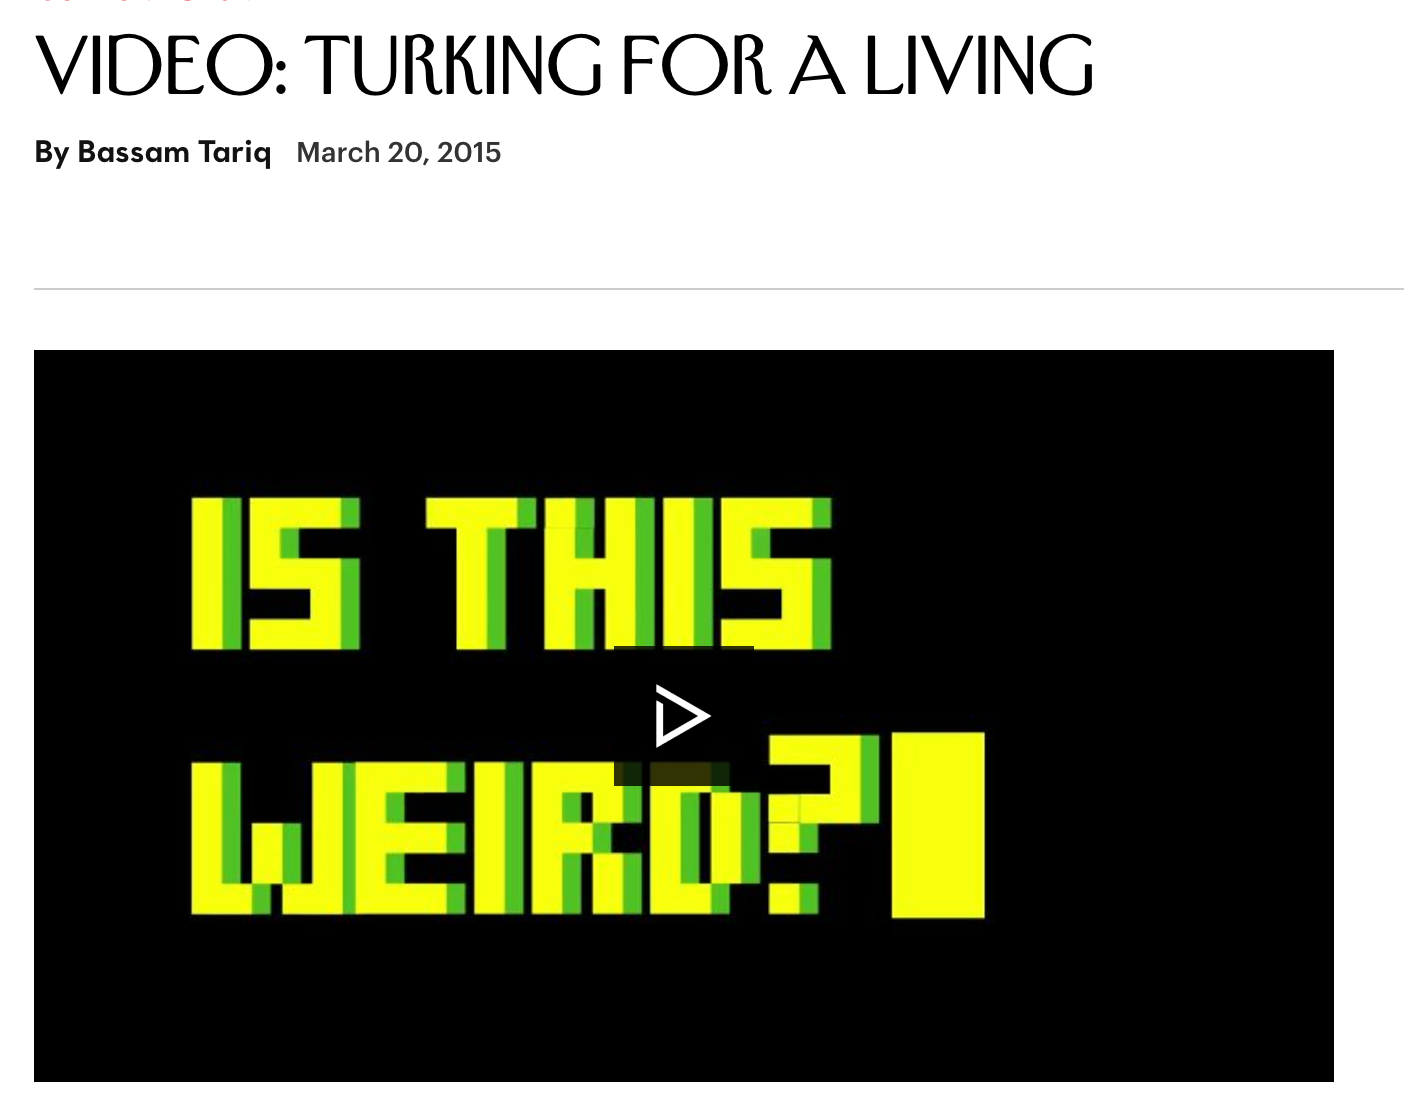 VIDEO: TURKING FOR A LIVING
By Bassam Tariq March 20, 2015
IS THIS
WEIRD?